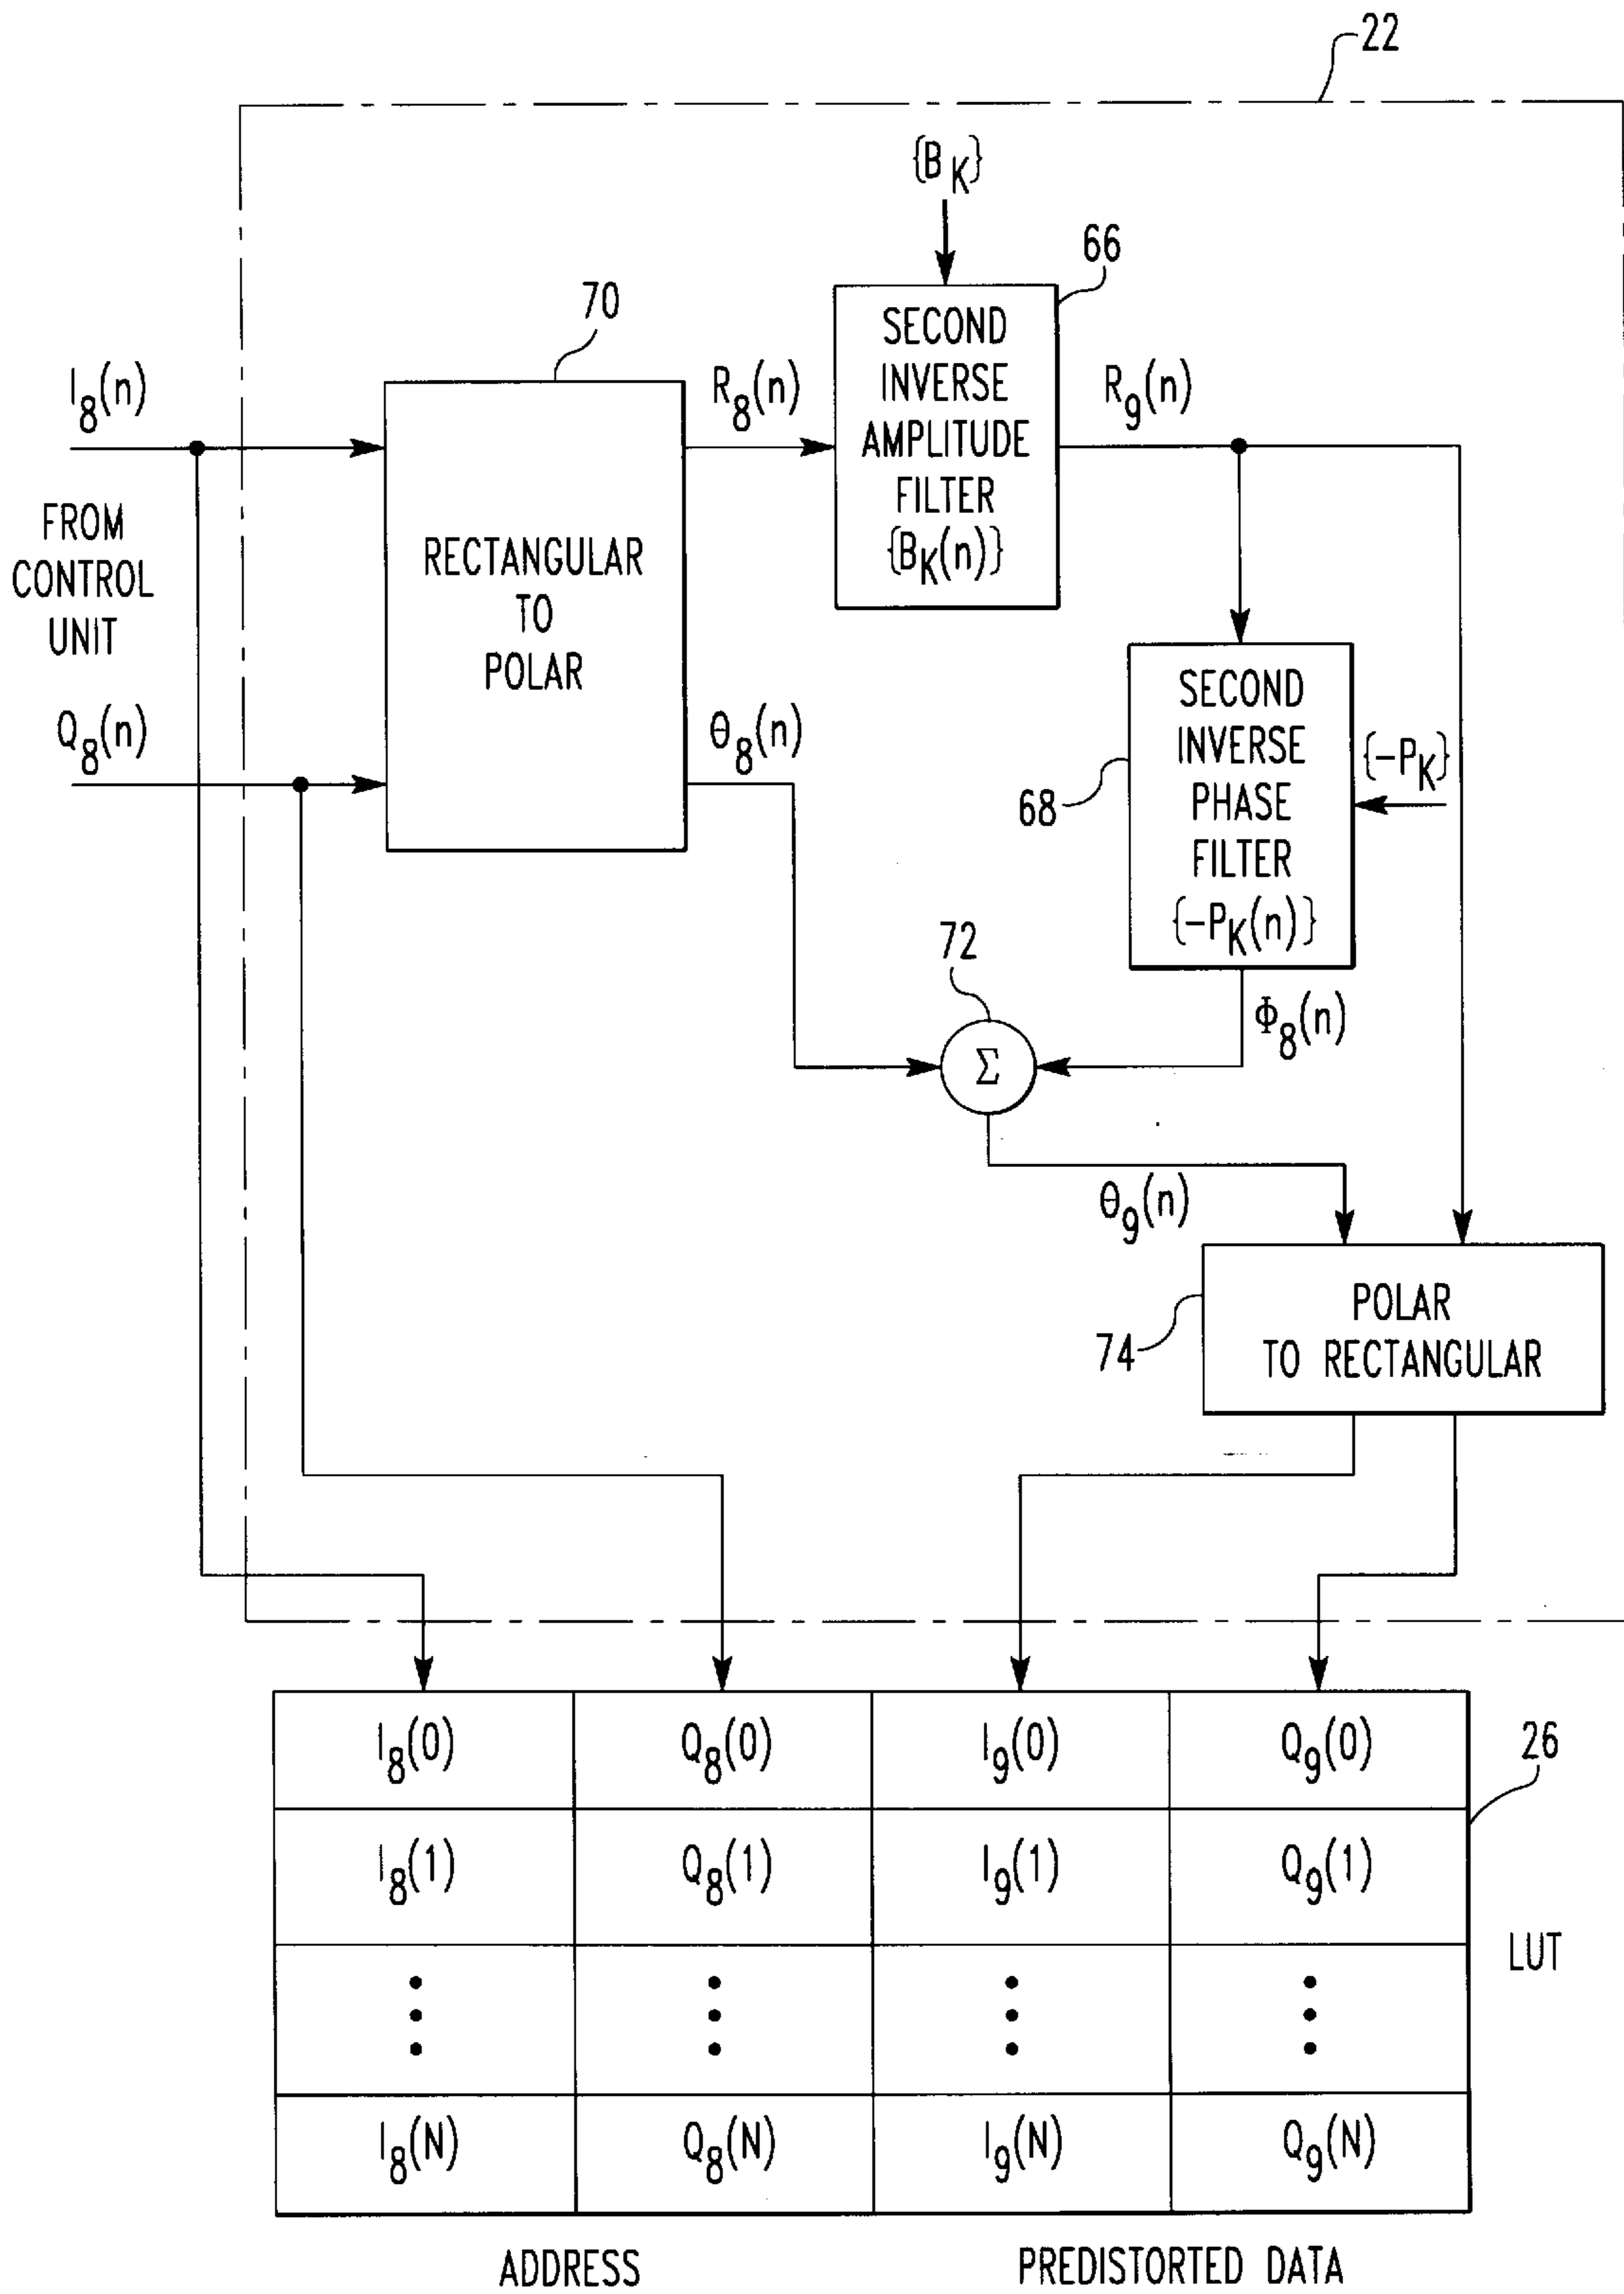 22
{B_K}
66
70
SECOND
INVERSE
AMPLITUDE
FILTER
{B_K(n)}
I_8(n)
R_8(n)
R_9(n)
FROM
CONTROL
UNIT
RECTANGULAR
TO
POLAR
SECOND
INVERSE
PHASE
FILTER
{-P_K(n)}
{-P_K}
68
Q_8(n)
θ_8(n)
72
Φ_8(n)
Σ
θ_9(n)
POLAR
TO RECTANGULAR
74
I_8(0) Q_8(0) I_9(0) Q_9(0)
26
I_8(1) Q_8(1) I_9(1) Q_9(1)
LUT
I_8(N) Q_8(N) I_9(N) Q_9(N)
ADDRESS PREDISTORTED DATA